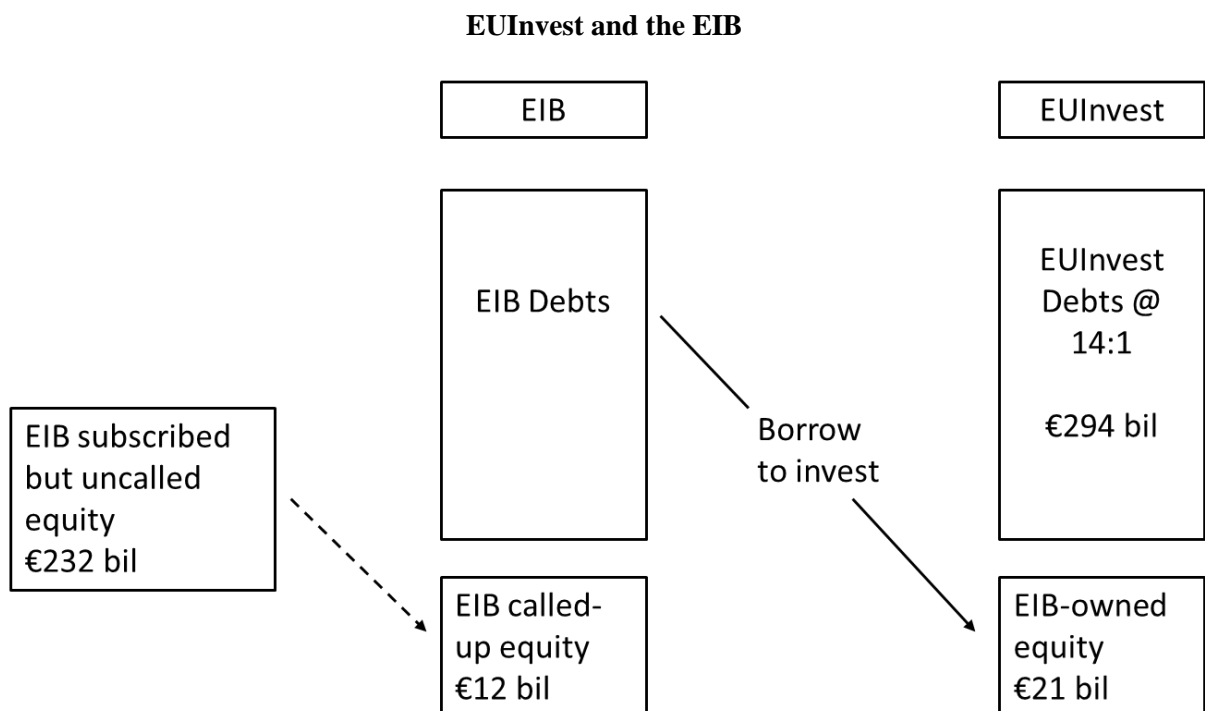 EUInvest and the EIB
EIB
EUInvest
EIB Debts
EUInvest
Debts @
14:1
€294 bil
Borrow
to invest
EIB subscribed
but uncalled
equity
€232 bil
EIB called-
up equity
€12 bil
EIB-owned
equity
€21 bil